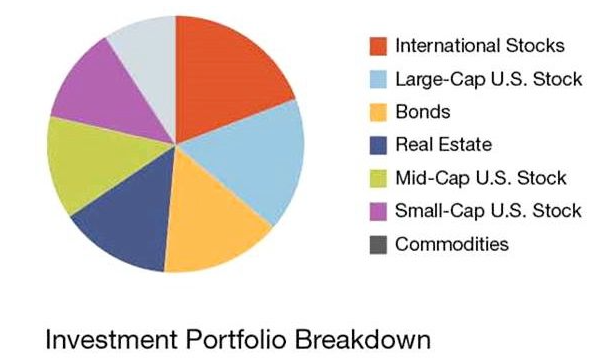 International Stocks
Large-Cap U.S. Stock
Bonds
Real Estate
Mid-Cap U.S. Stock
Small-Cap U.S. Stock
Commodities
Investment Portfolio Breakdown